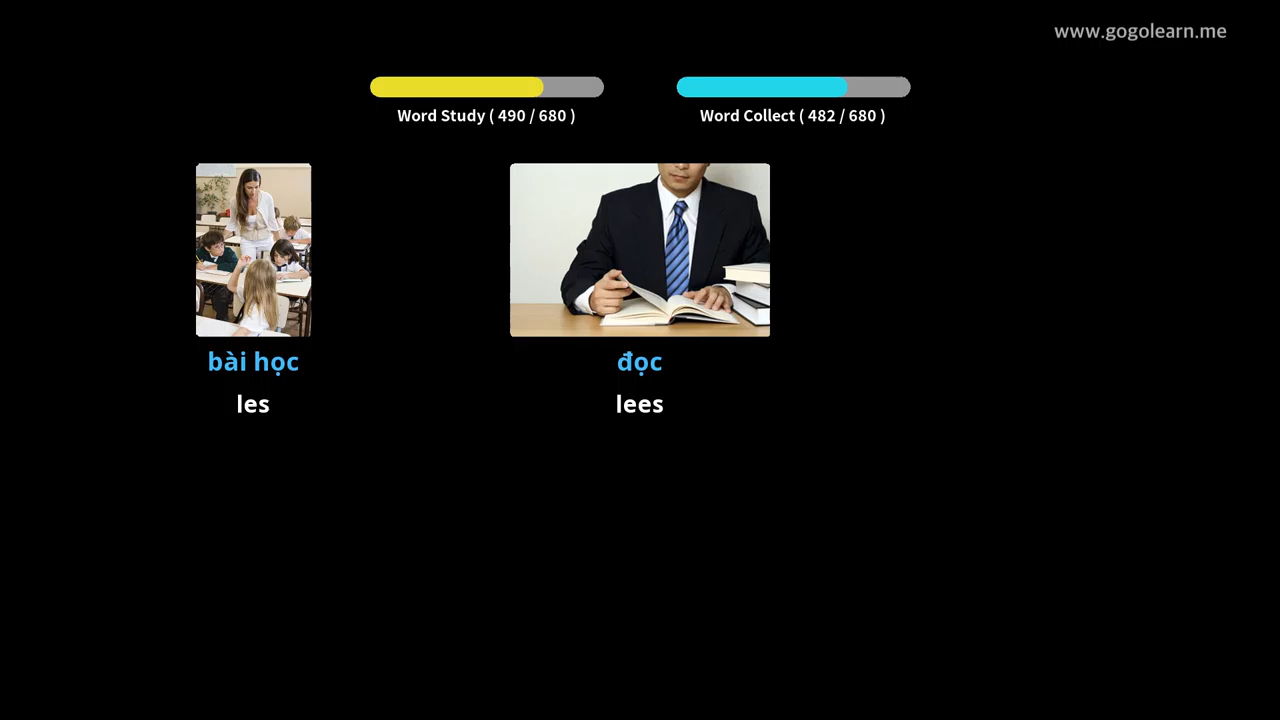 www.gogolearn.me
Word Study ( 490 / 680 )
Word Collect ( 482 / 680 )
bài học
đọc
les
lees